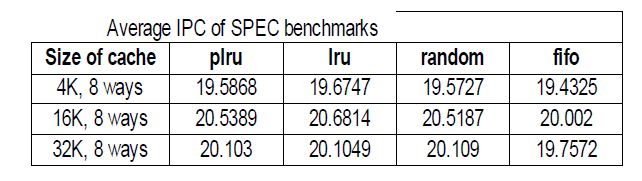 Average IPC of SPEC benchmarks
Size of cache plru lru random fifo
4K, 8 ways 19.5868 19.6747 19.5727 19.4325
16K, 8 ways 20.5389 20.6814 20.5187 20.002
32K, 8 ways 20.103 20.1049 20.109 19.7572